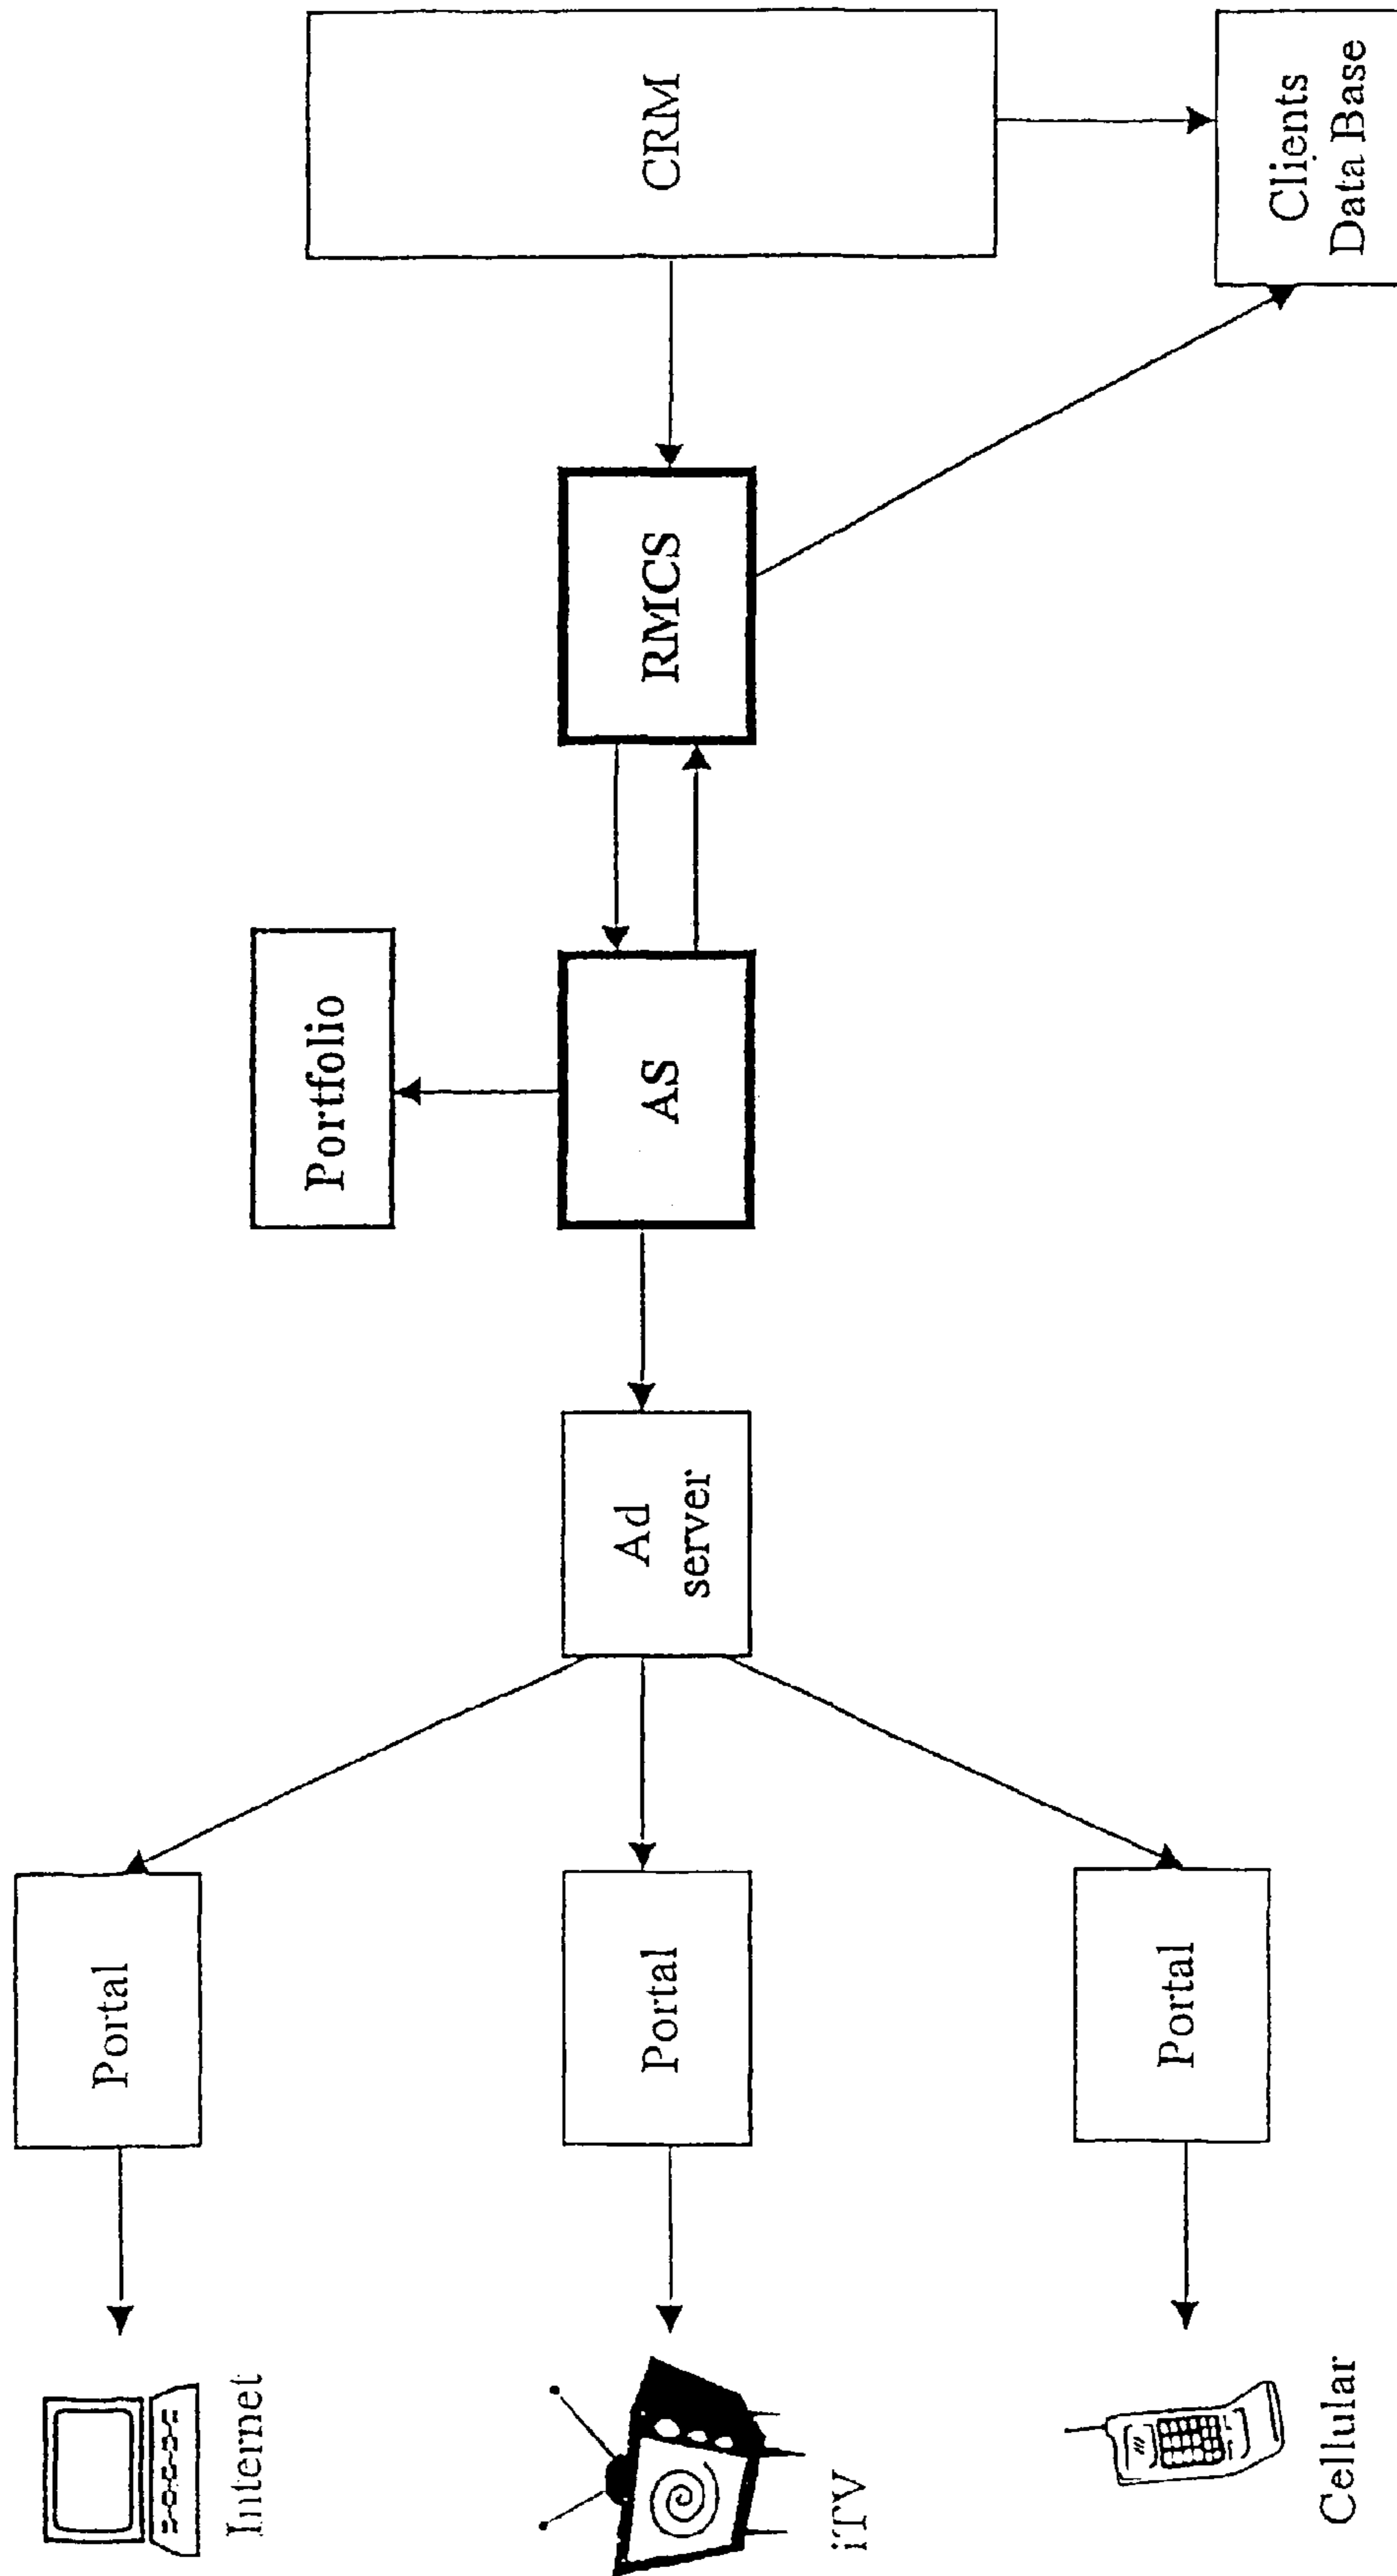 Internet
iTV
Cellular
Portal
Portal
Portal
Ad
server
Portfolio
AS
RMCS
CRM
Clients
Data Base